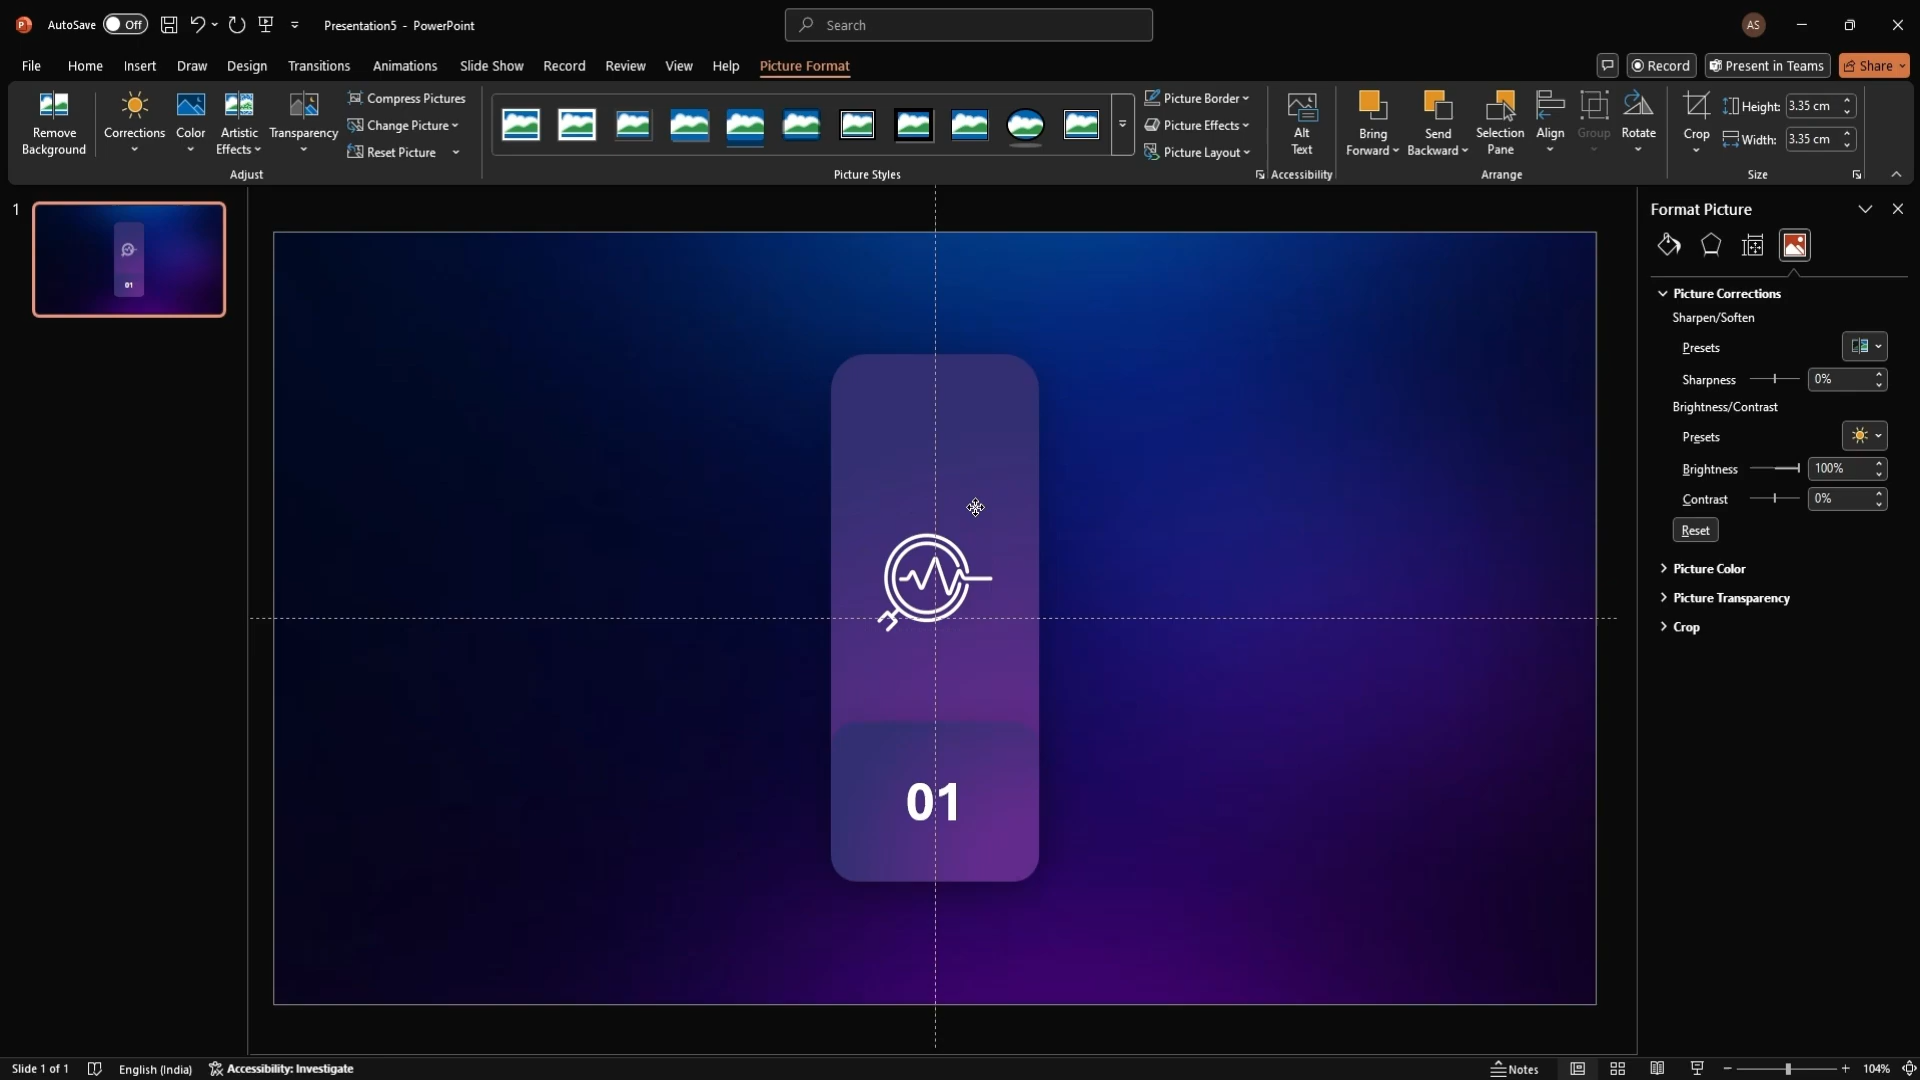 AutoSave Off Presentation5 - PowerPoint Search AS
File Home Insert Draw Design Transitions Animations Slide Show Record Review View Help Picture Format Record Present in Teams Share
Remove Background
Corrections
Color
Artistic Effects
Transparency
Compress Pictures
Change Picture
Reset Picture
Adjust
Picture Styles
Picture Border
Picture Effects
Picture Layout
Alt Text
Accessibility
Bring Forward
Send Backward
Selection Pane
Align
Group
Rotate
Arrange
Crop
Height: 3.35 cm
Width: 3.35 cm
Size
1
01
01
Format Picture
Picture Corrections
Sharpen/Soften
Presets
Sharpness 0%
Brightness/Contrast
Presets
Brightness 100%
Contrast 0%
Reset
Picture Color
Picture Transparency
Crop
Slide 1 of 1 English (India) Accessibility: Investigate Notes 104%